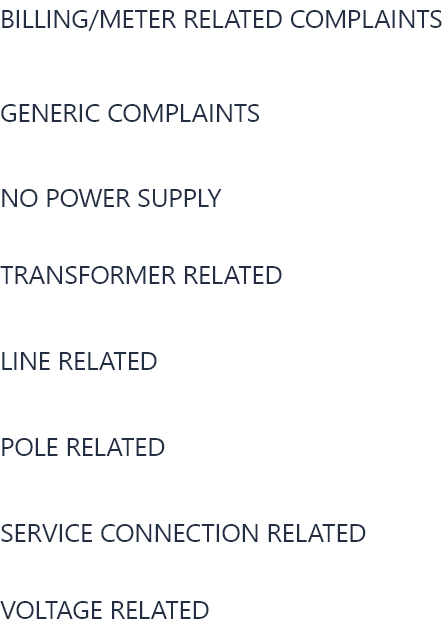 BILLING/METER RELATED COMPLAINTS
GENERIC COMPLAINTS
NO POWER SUPPLY
TRANSFORMER RELATED
LINE RELATED
POLE RELATED
SERVICE CONNECTION RELATED
VOLTAGE RELATED